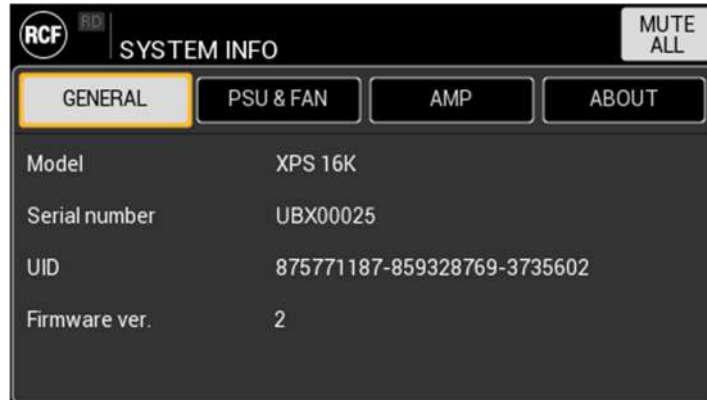 RCF RD
SYSTEM INFO
MUTE
ALL
GENERAL PSU & FAN AMP ABOUT
Model XPS 16K
Serial number UBX00025
UID 875771187-859328769-3735602
Firmware ver. 2